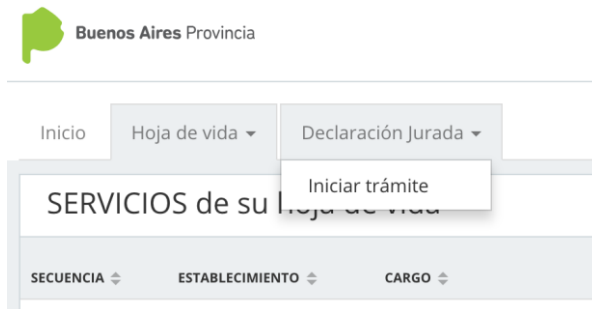 Buenos Aires Provincia
Inicio Hoja de vida Declaración Jurada
Iniciar trámite
SERVICIOS de su hoja de vida
SECUENCIA ESTABLECIMIENTO CARGO